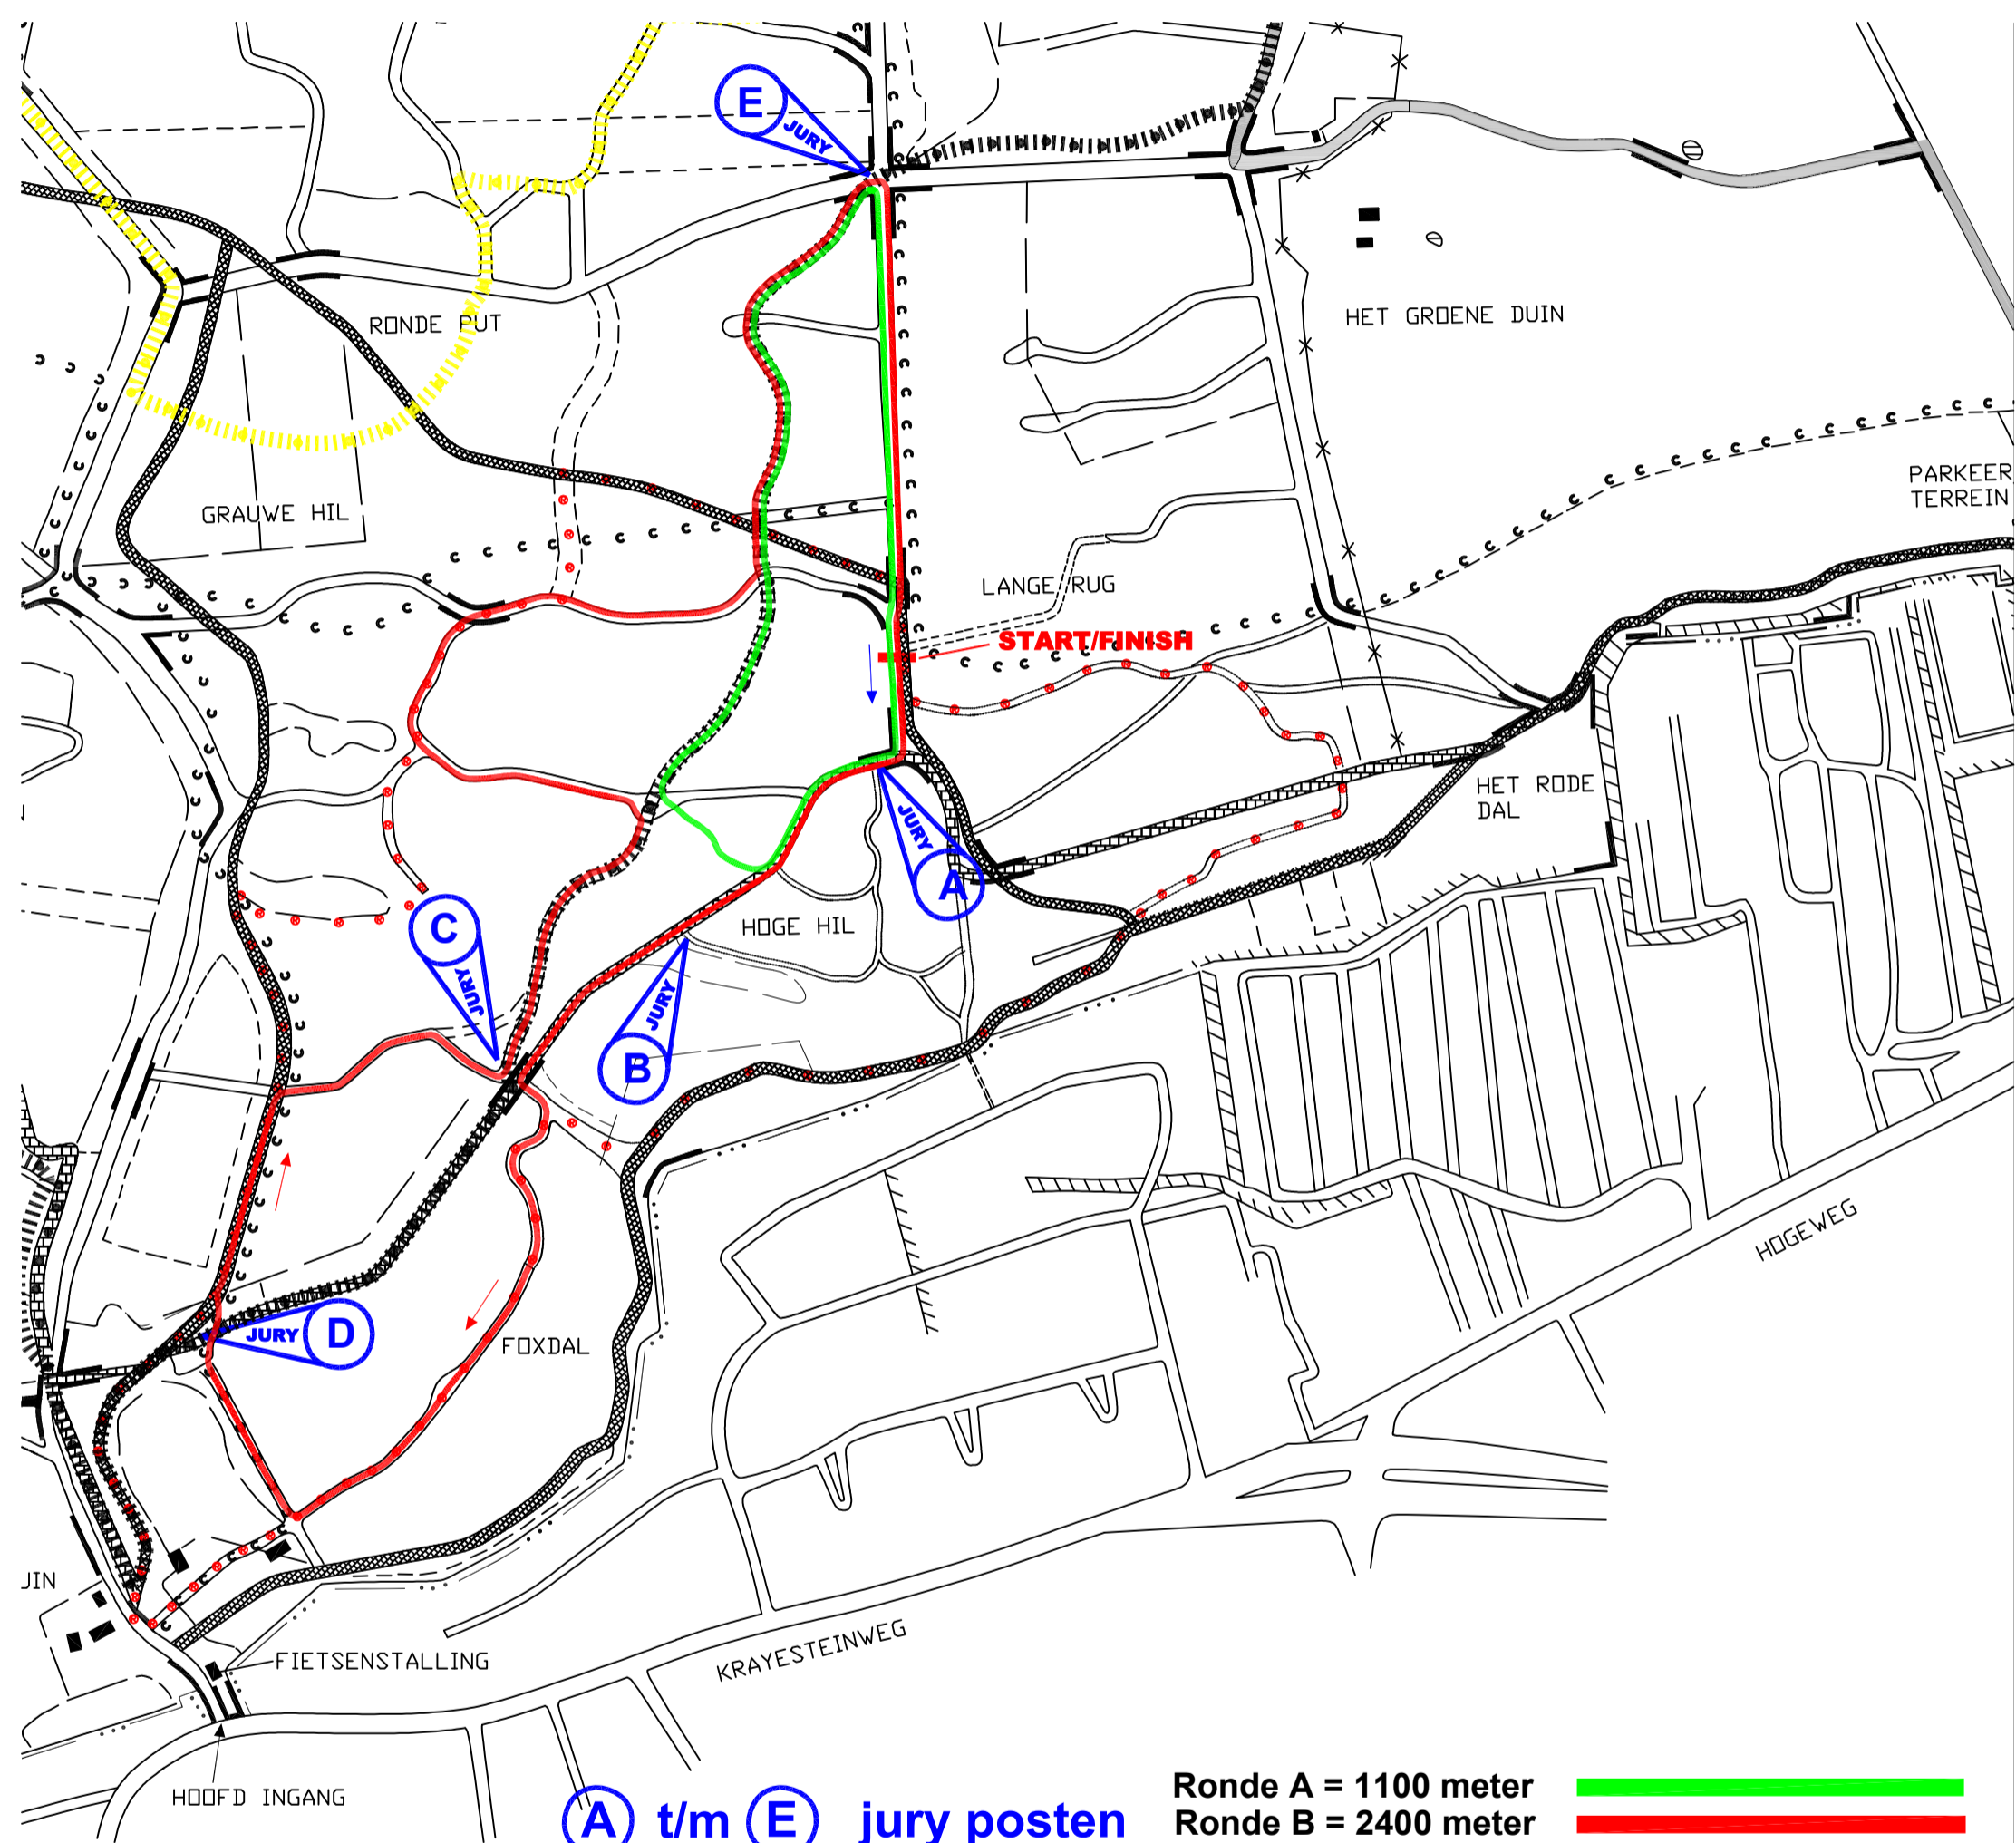 E
JURY
RONDE PUT
HET GROENE DUIN
PARKEER
TERREIN
GRAUWE HIL
LANGE RUG
START/FINISH
HET RODE
DAL
JURY
A
C
JURY
HOGE HIL
JURY
B
HOGEWEG
JURY D
FOXDAL
JIN
FIETSENSTALLING
KRAYESTEINWEG
HOOFD INGANG
A t/m E jury posten
Ronde A = 1100 meter
Ronde B = 2400 meter